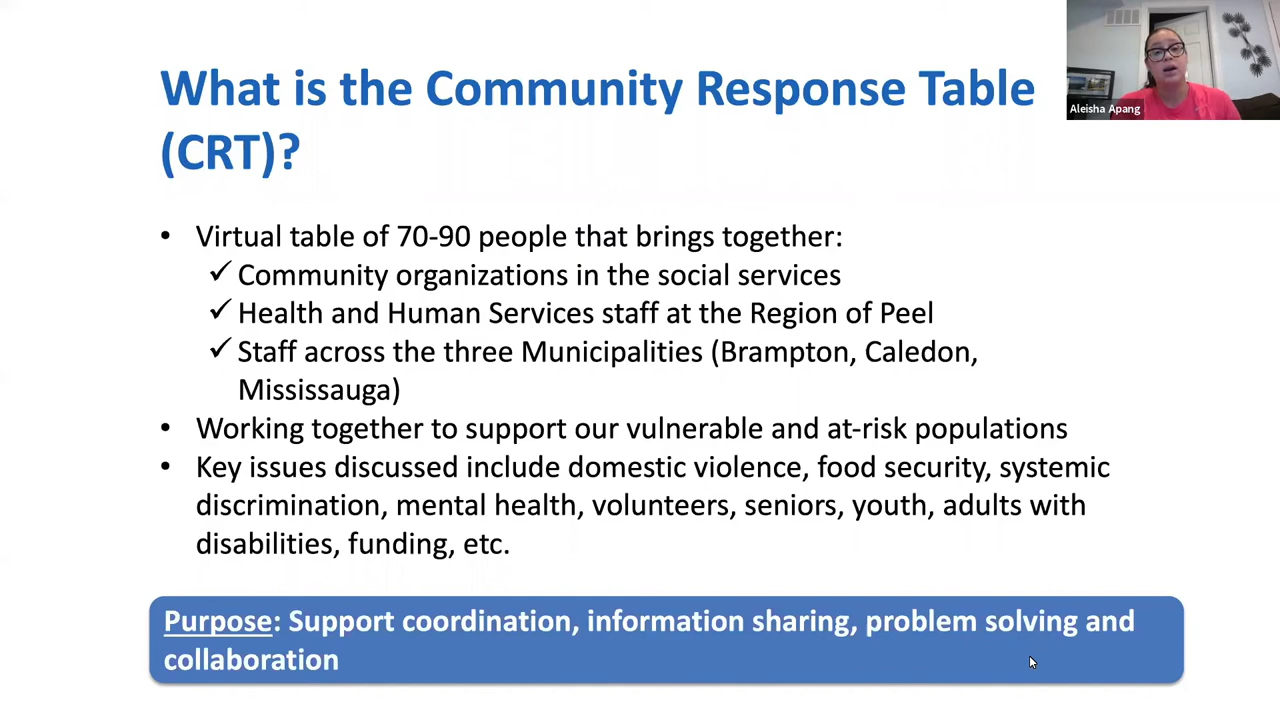 What is the Community Response Table
(CRT)?
Aleisha Apang
• Virtual table of 70-90 people that brings together:
✓ Community organizations in the social services
✓ Health and Human Services staff at the Region of Peel
✓ Staff across the three Municipalities (Brampton, Caledon,
Mississauga)
• Working together to support our vulnerable and at-risk populations
• Key issues discussed include domestic violence, food security, systemic
discrimination, mental health, volunteers, seniors, youth, adults with
disabilities, funding, etc.
Purpose: Support coordination, information sharing, problem solving and
collaboration